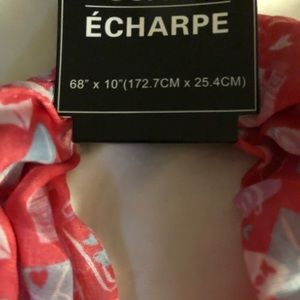 ÉCHARPE
68" x 10"(172.7CM x 25.4CM)